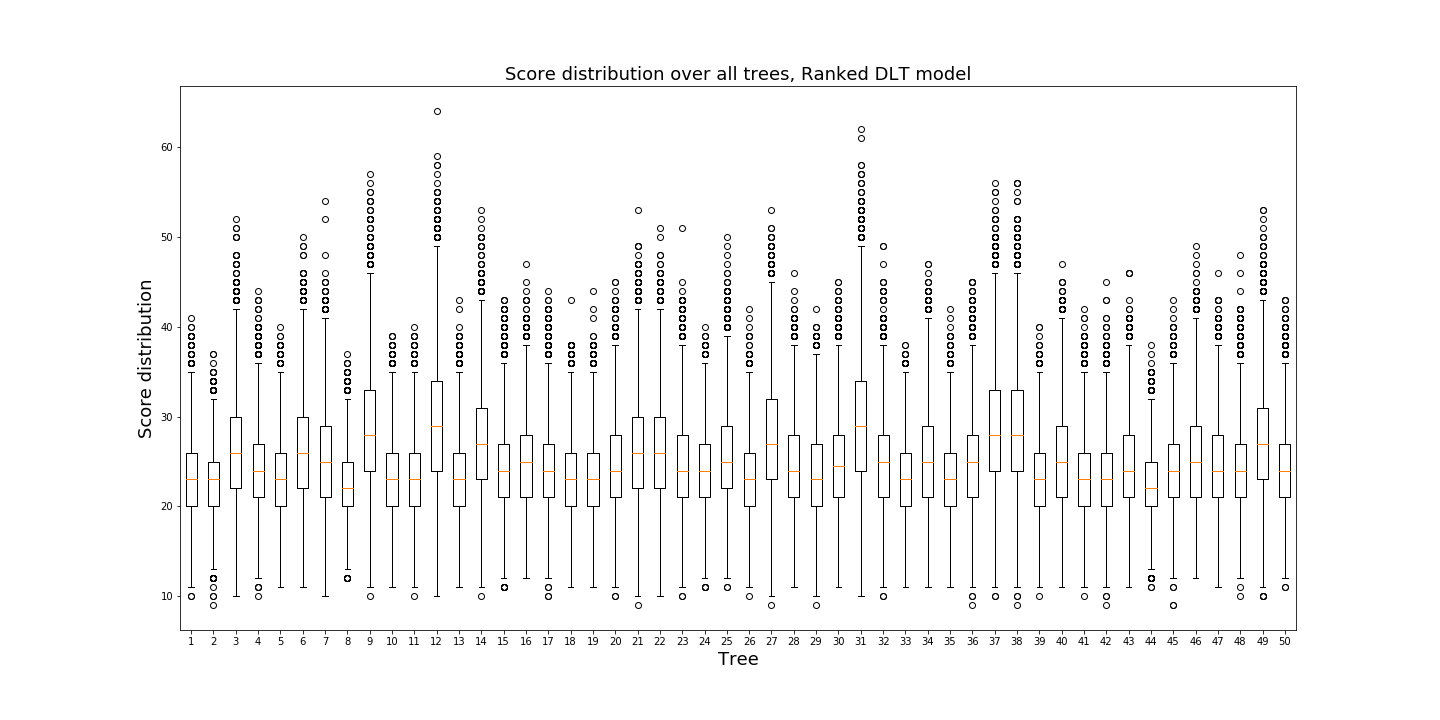 Score distribution over all trees, Ranked DLT model
Score distribution
60
50
40
30
20
10
1 2 3 4 5 6 7 8 9 10 11 12 13 14 15 16 17 18 19 20 21 22 23 24 25 26 27 28 29 30 31 32 33 34 35 36 37 38 39 40 41 42 43 44 45 46 47 48 49 50
Tree